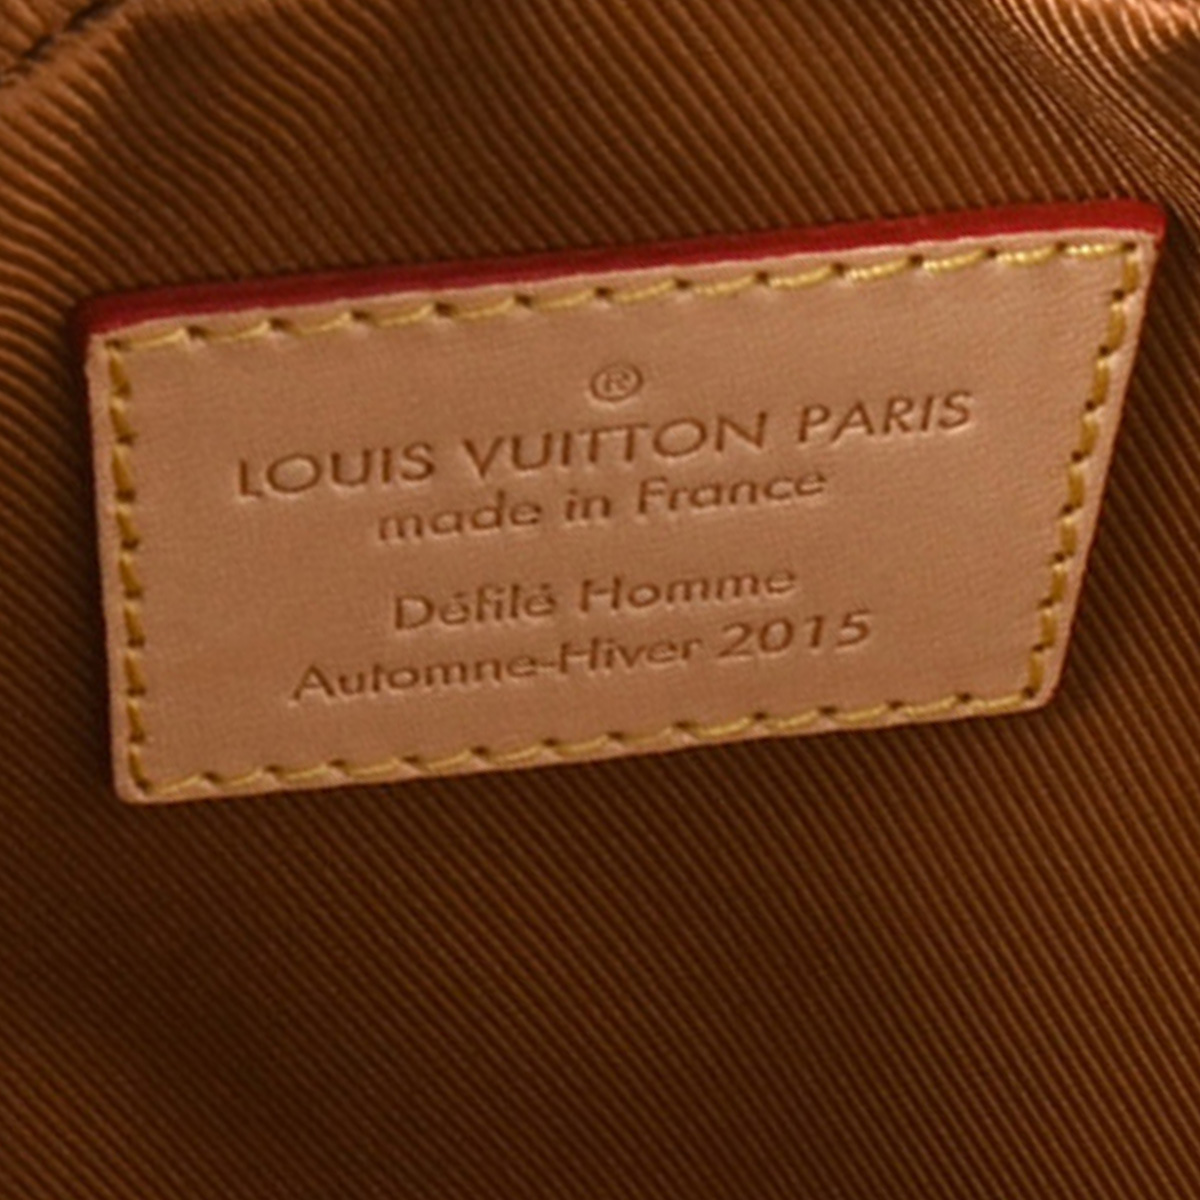 ®
LOUIS VUITTON PARIS
made in France
Défilé Homme
Automne-Hiver 2015